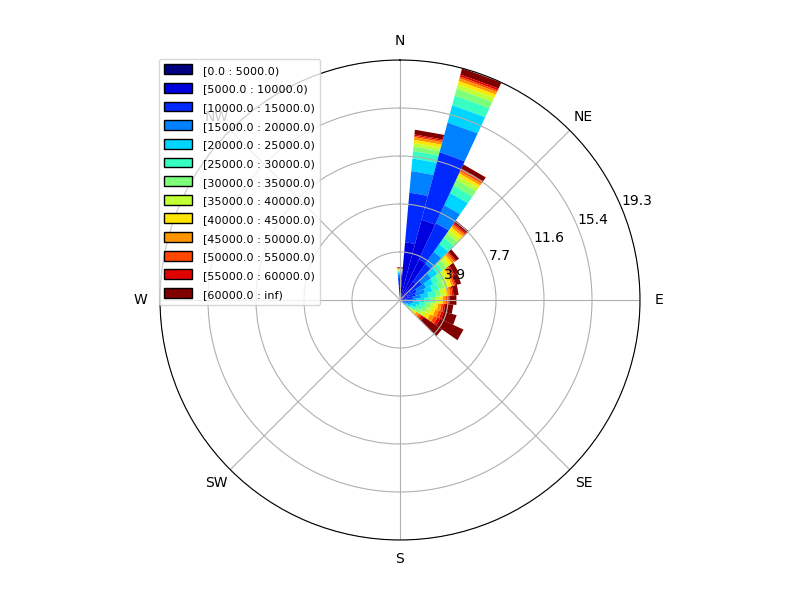 N
[0.0 : 5000.0)
[5000.0 : 10000.0)
[10000.0 : 15000.0)
[15000.0 : 20000.0)
[20000.0 : 25000.0)
[25000.0 : 30000.0)
[30000.0 : 35000.0)
[35000.0 : 40000.0)
[40000.0 : 45000.0)
[45000.0 : 50000.0)
[50000.0 : 55000.0)
[55000.0 : 60000.0)
[60000.0 : inf)
NW
NE
19.3
15.4
11.6
7.7
3.9
W
E
SW
SE
S